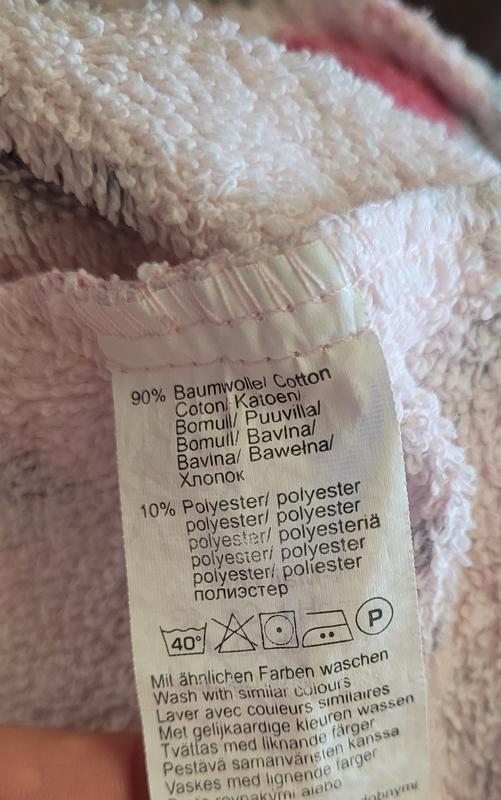 90% Baumwolle/ Cotton
Coton/ Katoen/
Bomull/ Puuvilla/
Bomull/ Bavlna/
Bavlna/ Bawełna/
Хлопок
10% Polyester/ polyester
polyester/ polyester
polyester/ polyesteriä
polyester/ polyester
polyester/ poliester
полиэстер
40° P
Mit ähnlichen Farben waschen
Wash with similar colours
Laver avec couleurs similaires
Met gelijkaardige kleuren wassen
Tvättas med liknande färger
Pestävä samanväristen kanssa
Vaskes med lignende farger